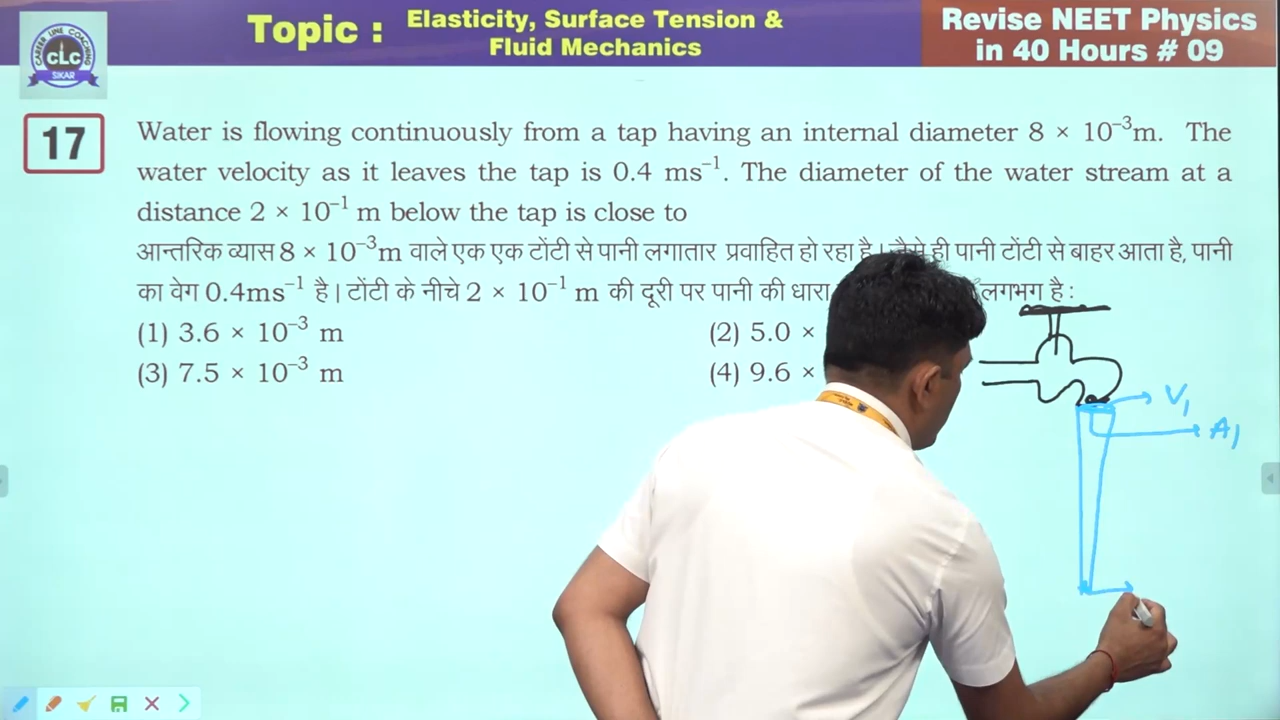 CAREER LINE COACHING
CLC
SIKAR
Topic :
Elasticity, Surface Tension &
Fluid Mechanics
Revise NEET Physics
in 40 Hours # 09
17
Water is flowing continuously from a tap having an internal diameter 8 × 10⁻³m. The
water velocity as it leaves the tap is 0.4 ms⁻¹. The diameter of the water stream at a
distance 2 × 10⁻¹ m below the tap is close to
आन्तरिक व्यास 8 × 10⁻³m वाले एक एक टोंटी से पानी लगातार प्रवाहित हो रहा है। ही पानी टोंटी से बाहर आता है, पानी
का वेग 0.4ms⁻¹ है। टोंटी के नीचे 2 × 10⁻¹ m की दूरी पर पानी की धारा लगभग है :
(1) 3.6 × 10⁻³ m
(2) 5.0 ×
(3) 7.5 × 10⁻³ m
(4) 9.6 ×
V₁
A₁